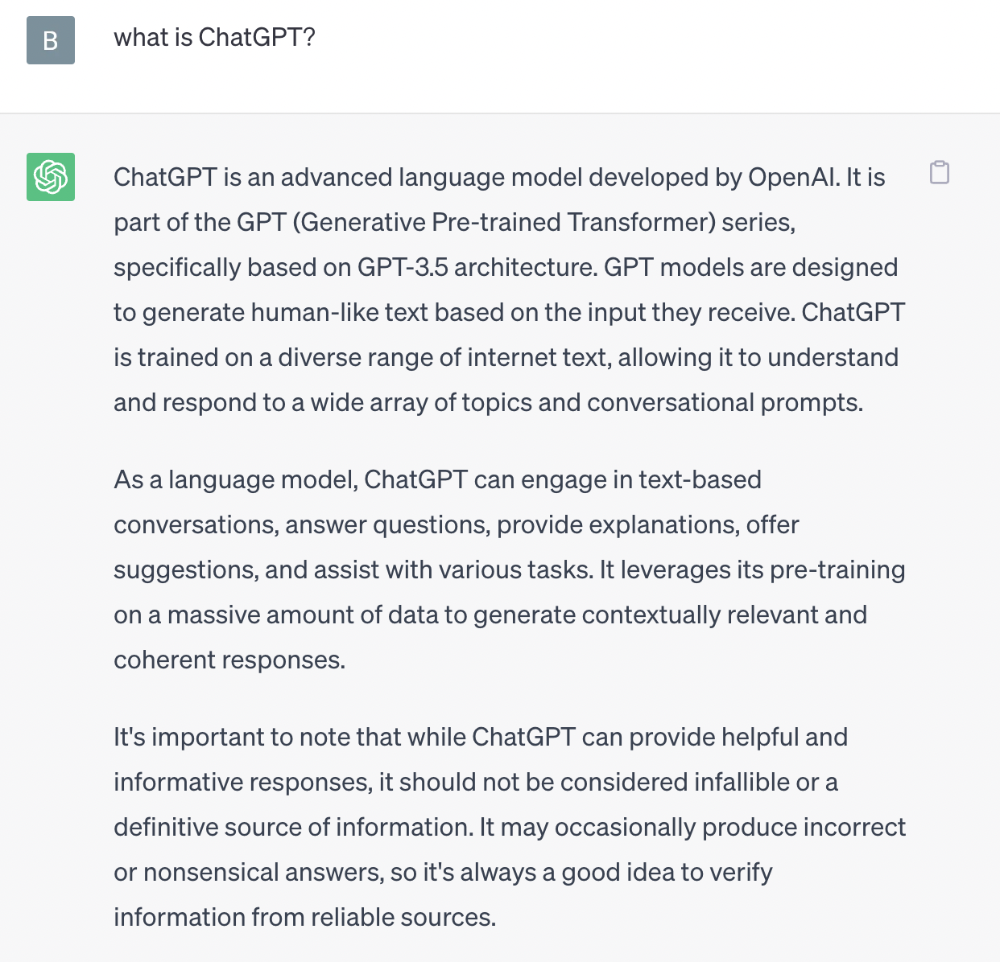 B
what is ChatGPT?
ChatGPT is an advanced language model developed by OpenAI. It is
part of the GPT (Generative Pre-trained Transformer) series,
specifically based on GPT-3.5 architecture. GPT models are designed
to generate human-like text based on the input they receive. ChatGPT
is trained on a diverse range of internet text, allowing it to understand
and respond to a wide array of topics and conversational prompts.
As a language model, ChatGPT can engage in text-based
conversations, answer questions, provide explanations, offer
suggestions, and assist with various tasks. It leverages its pre-training
on a massive amount of data to generate contextually relevant and
coherent responses.
It's important to note that while ChatGPT can provide helpful and
informative responses, it should not be considered infallible or a
definitive source of information. It may occasionally produce incorrect
or nonsensical answers, so it's always a good idea to verify
information from reliable sources.